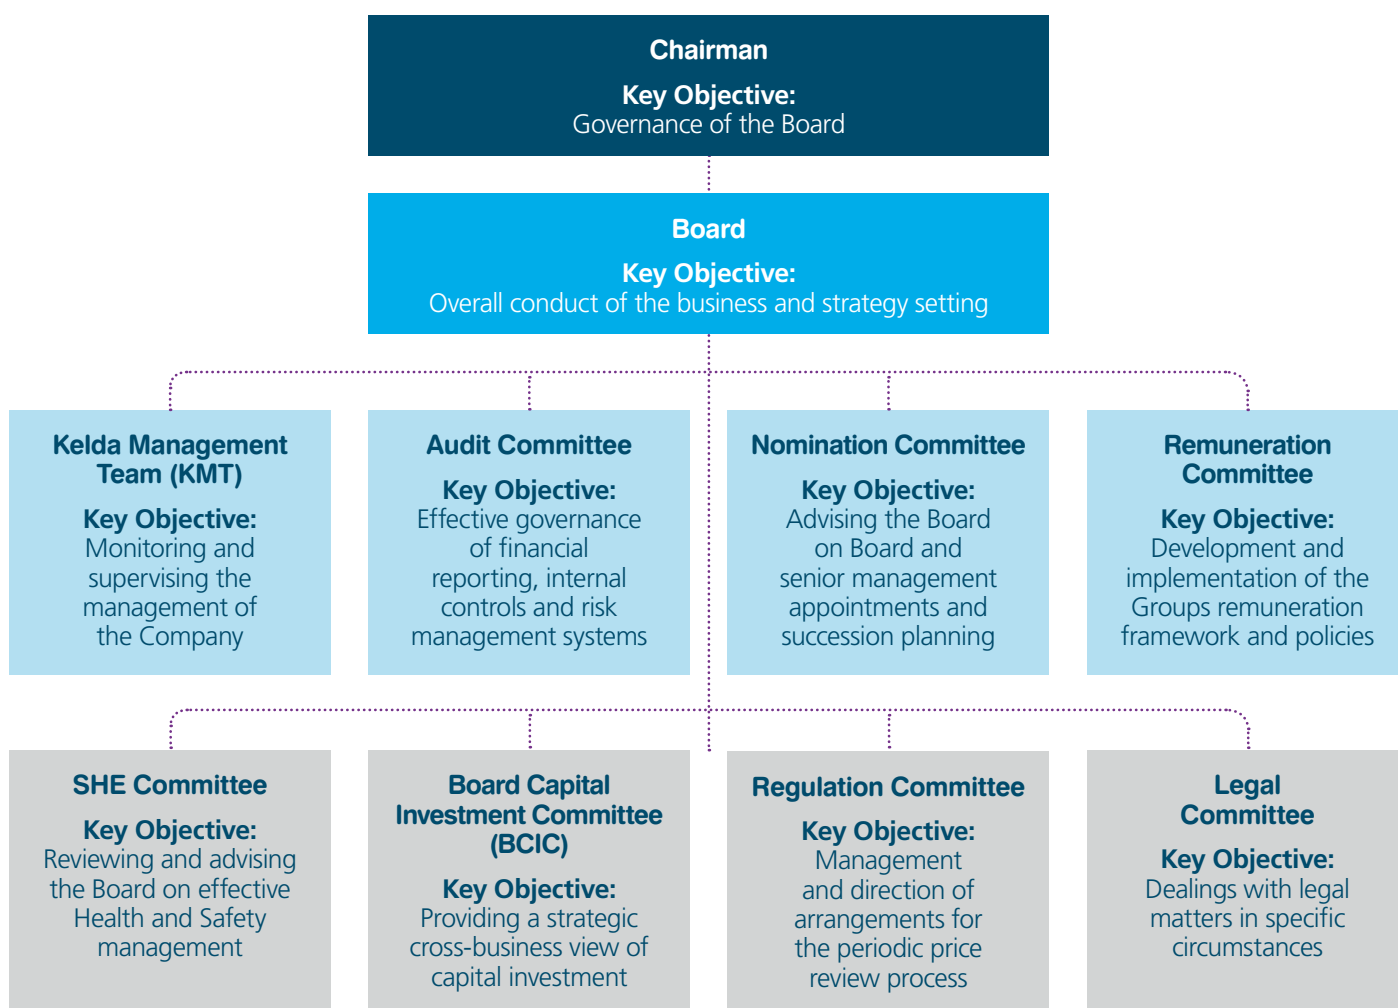 Chairman
Key Objective:
Governance of the Board
Board
Key Objective:
Overall conduct of the business and strategy setting
Kelda Management
Team (KMT)
Key Objective:
Monitoring and
supervising the
management of
the Company
Audit Committee
Key Objective:
Effective governance
of financial
reporting, internal
controls and risk
management systems
Nomination Committee
Key Objective:
Advising the Board
on Board and
senior management
appointments and
succession planning
Remuneration
Committee
Key Objective:
Development and
implementation of the
Groups remuneration
framework and policies
SHE Committee
Key Objective:
Reviewing and advising
the Board on effective
Health and Safety
management
Board Capital
Investment Committee
(BCIC)
Key Objective:
Providing a strategic
cross-business view of
capital investment
Regulation Committee
Key Objective:
Management
and direction of
arrangements for
the periodic price
review process
Legal
Committee
Key Objective:
Dealings with legal
matters in specific
circumstances